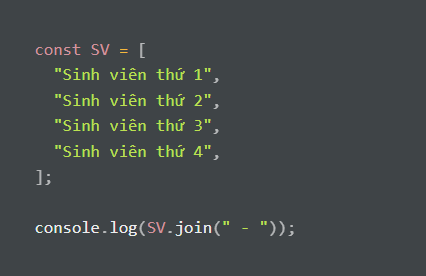 const SV = [
  "Sinh viên thứ 1",
  "Sinh viên thứ 2",
  "Sinh viên thứ 3",
  "Sinh viên thứ 4",
];
console.log(SV.join(" - "));